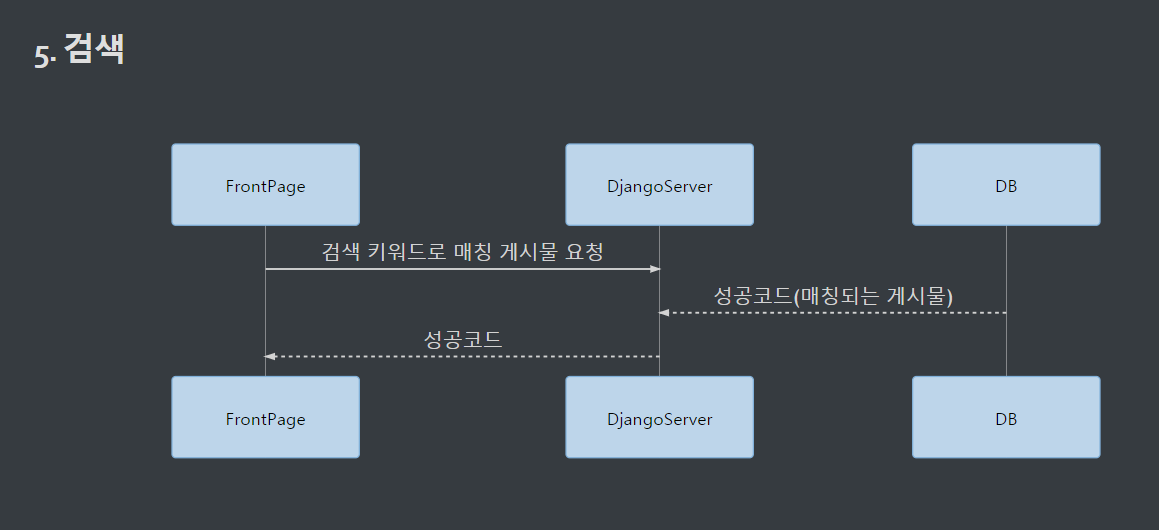 5. 검색
FrontPage
DjangoServer
DB
검색 키워드로 매칭 게시물 요청
성공코드(매칭되는 게시물)
성공코드
FrontPage
DjangoServer
DB